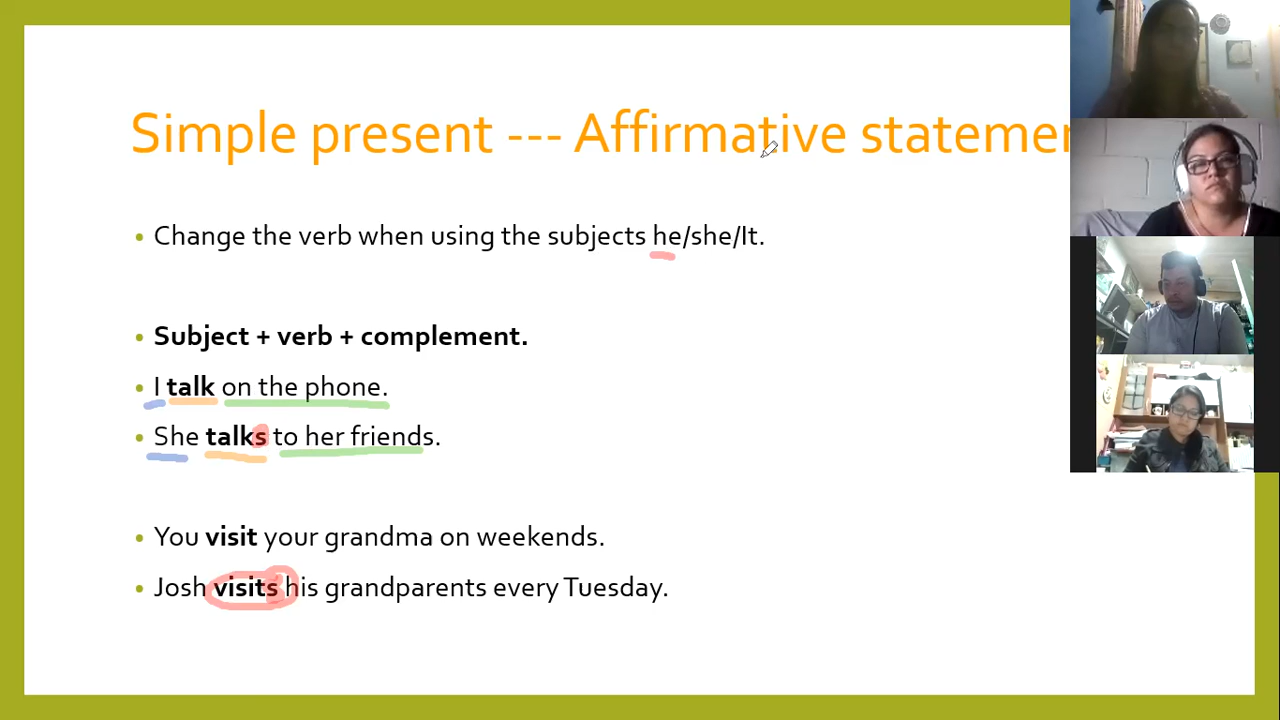 Simple present --- Affirmative statemen
Change the verb when using the subjects he/she/It.
Subject + verb + complement.
I talk on the phone.
She talks to her friends.
You visit your grandma on weekends.
Josh visits his grandparents every Tuesday.